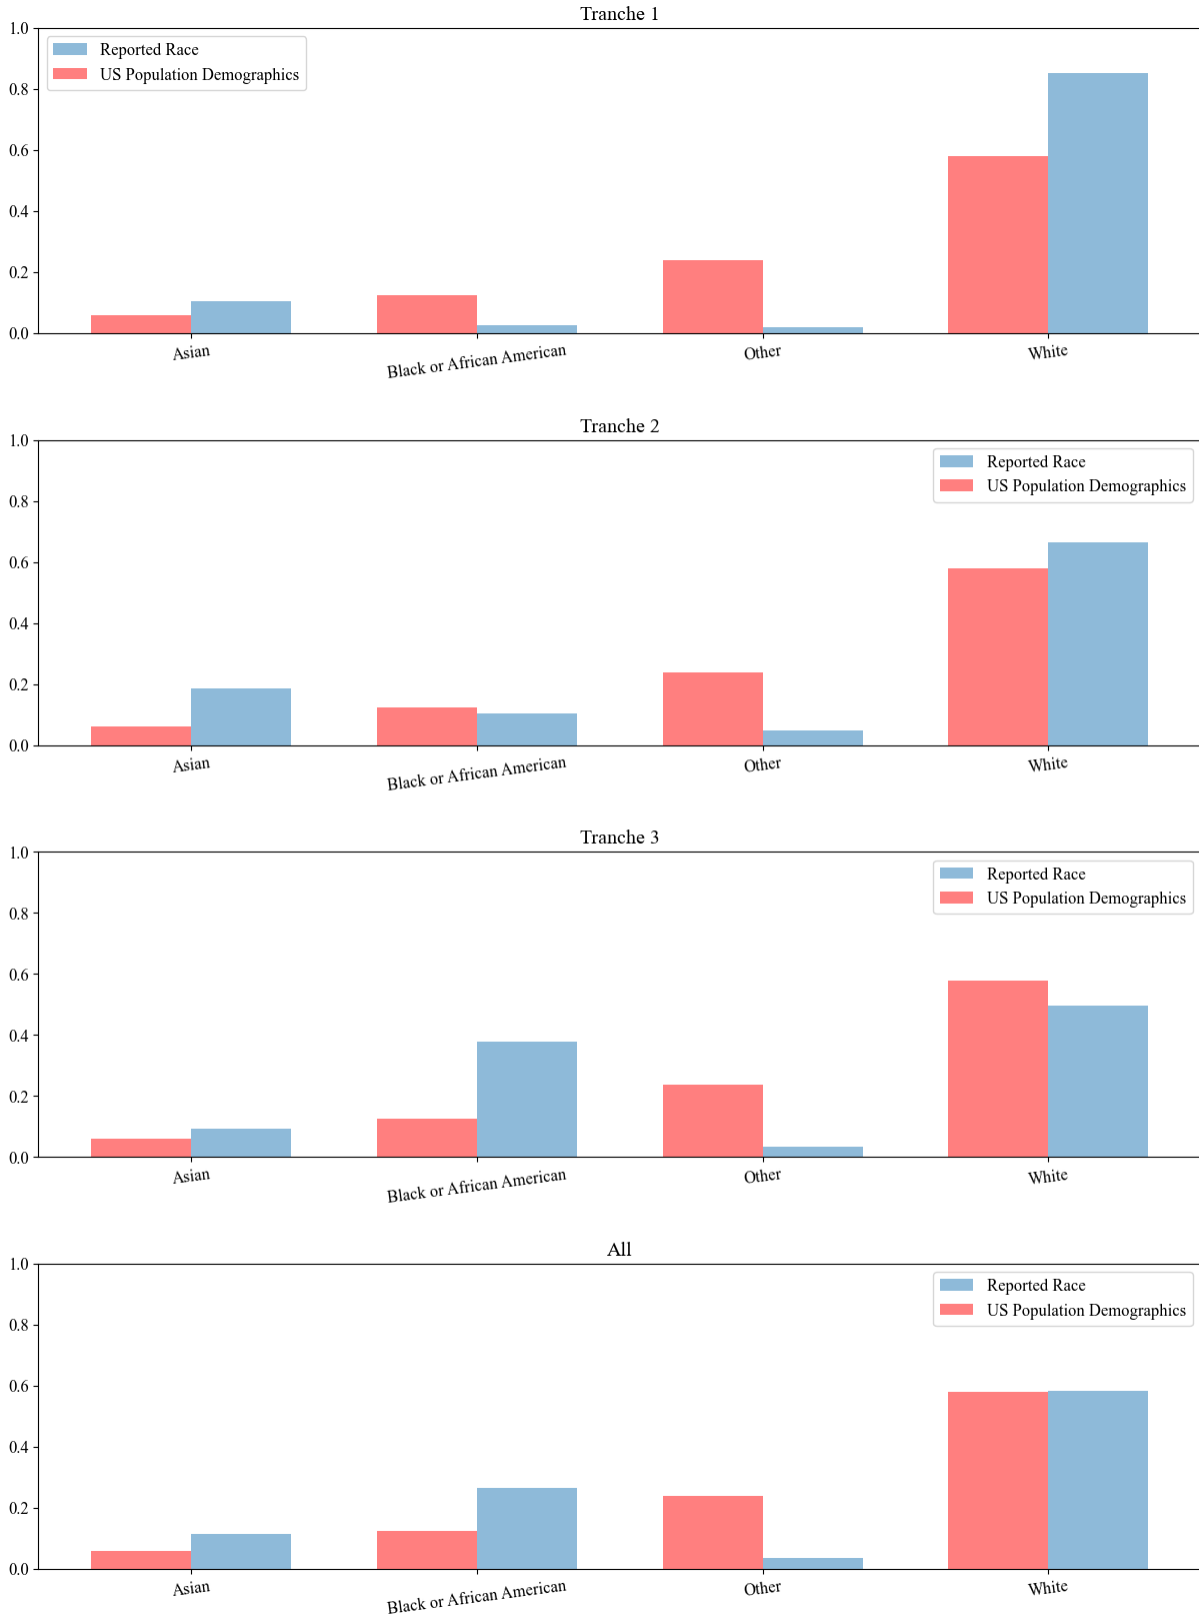 Tranche 1
1.0
0.8
0.6
0.4
0.2
0.0
Reported Race
US Population Demographics
Asian
Black or African American
Other
White
Tranche 2
1.0
0.8
0.6
0.4
0.2
0.0
Reported Race
US Population Demographics
Asian
Black or African American
Other
White
Tranche 3
1.0
0.8
0.6
0.4
0.2
0.0
Reported Race
US Population Demographics
Asian
Black or African American
Other
White
All
1.0
0.8
0.6
0.4
0.2
0.0
Reported Race
US Population Demographics
Asian
Black or African American
Other
White